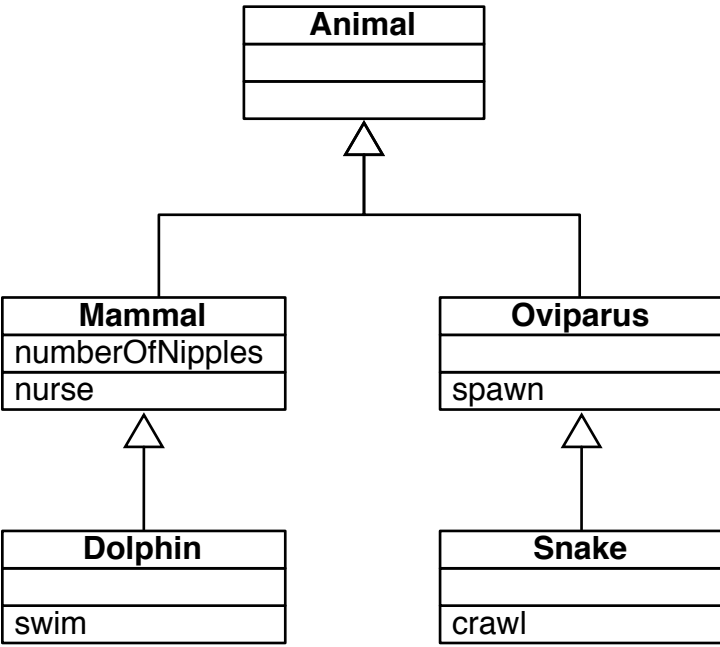 Animal
Mammal
numberOfNipples
nurse
Oviparus
spawn
Dolphin
swim
Snake
crawl